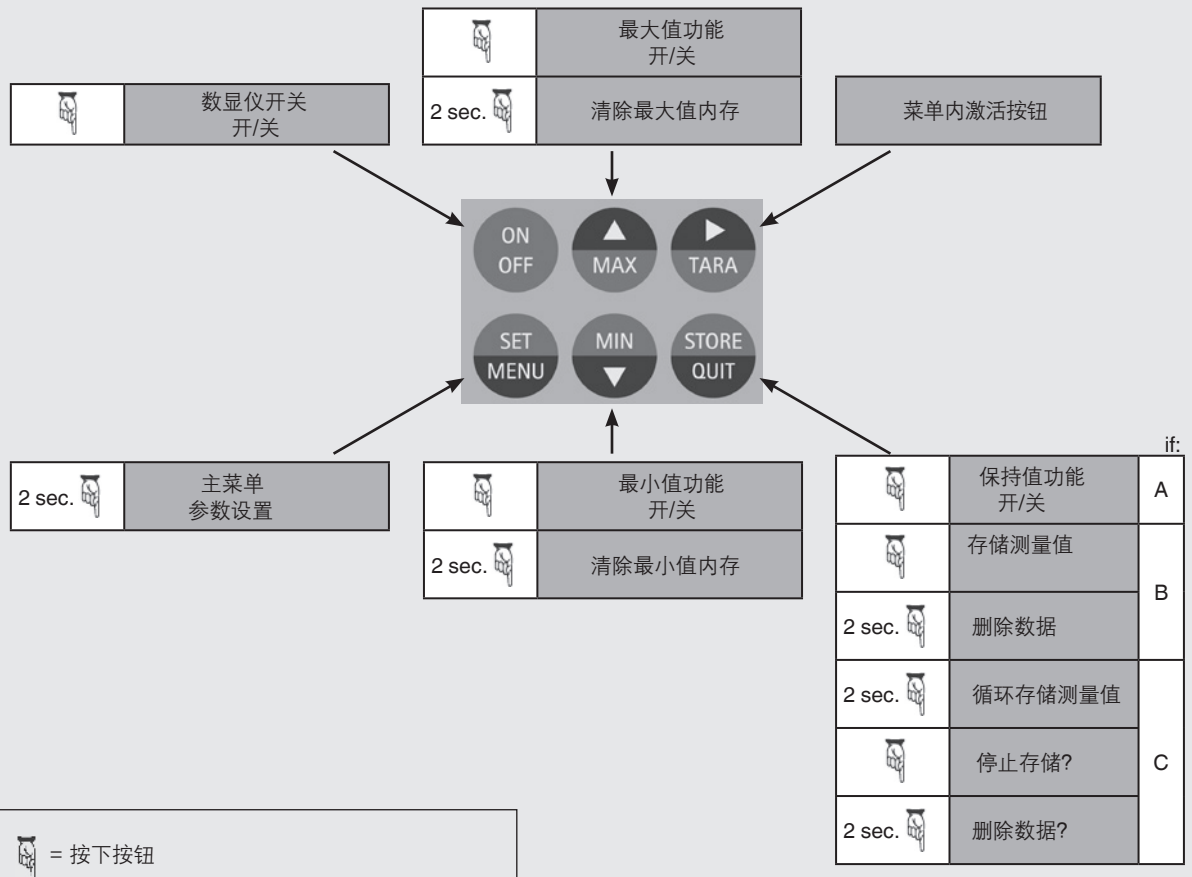 最大值功能
开/关
2 sec.
清除最大值内存
数显仪开关
开/关
菜单内激活按钮
ON
OFF
MAX
TARA
SET
MENU
MIN
STORE
QUIT
2 sec.
主菜单
参数设置
最小值功能
开/关
2 sec.
清除最小值内存
if:
保持值功能
开/关
A
存储测量值
2 sec.
删除数据
B
2 sec.
循环存储测量值
停止存储?
2 sec.
删除数据?
C
= 按下按钮